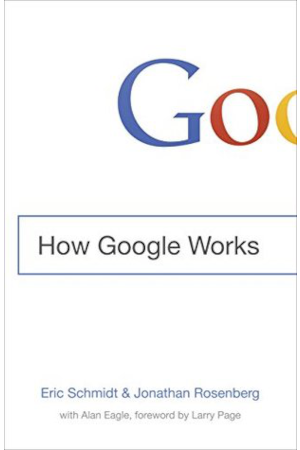 Goo
How Google Works
Eric Schmidt & Jonathan Rosenberg
with Alan Eagle, foreword by Larry Page